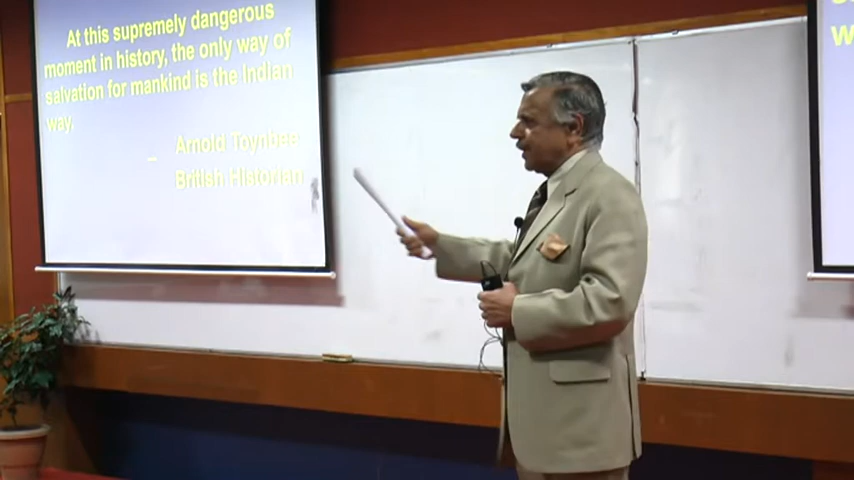 At this supremely dangerous
moment in history, the only way of
salvation for mankind is the Indian
way.
– Arnold Toynbee
British Historian